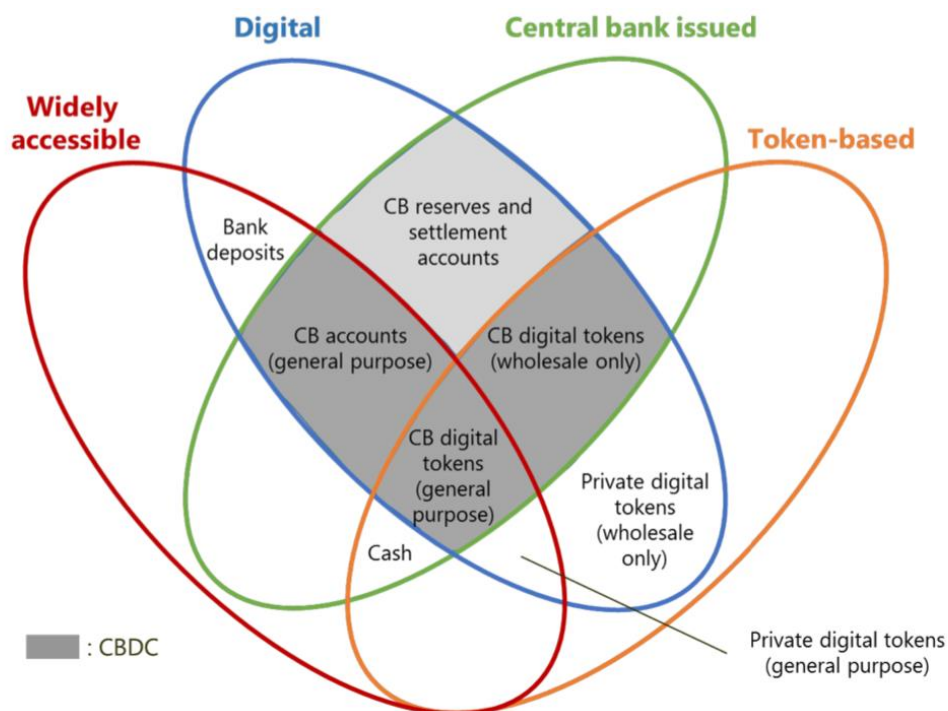 Digital
Central bank issued
Widely
accessible
Token-based
Bank
deposits
CB reserves and
settlement
accounts
CB accounts
(general purpose)
CB digital tokens
(wholesale only)
CB digital
tokens
(general
purpose)
Private digital
tokens
(wholesale
only)
Cash
: CBDC
Private digital tokens
(general purpose)